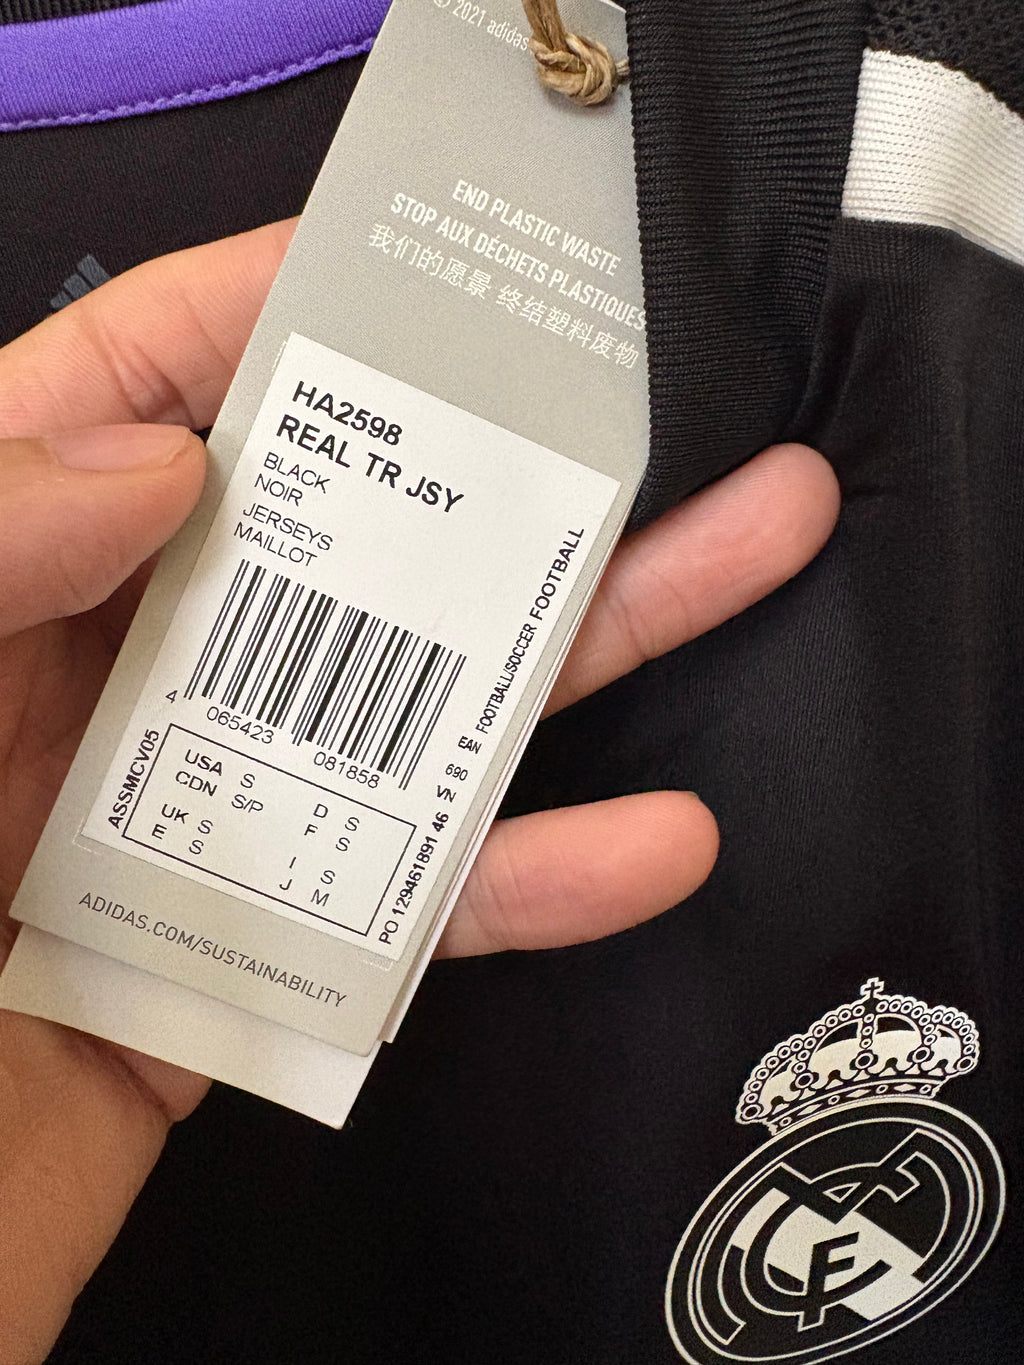 © 2021 adidas
END PLASTIC WASTE
STOP AUX DÉCHETS PLASTIQUES
我们的愿景 终结塑料废物
HA2598
REAL TR JSY
BLACK
NOIR
JERSEYS
MAILLOT
FOOTBALL/SOCCER FOOTBALL
4 065423 081858
EAN
690
VN
ASSMCV05
USA S
CDN S/P
UK S
E S
D S
F S
I S
J M
PO 129461891 46
ADIDAS.COM/SUSTAINABILITY